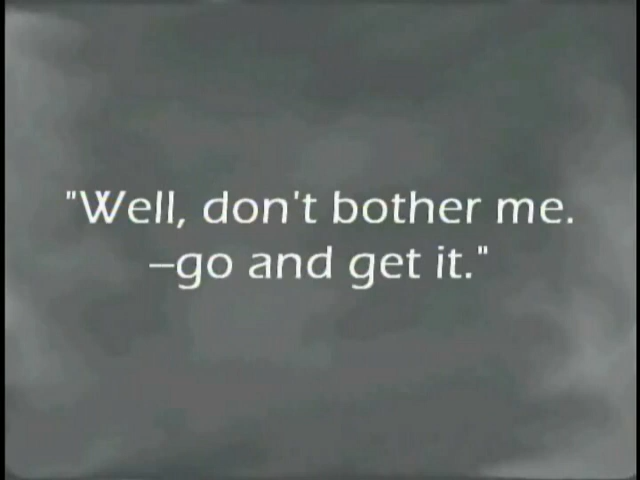 "Well, don't bother me.
–go and get it."